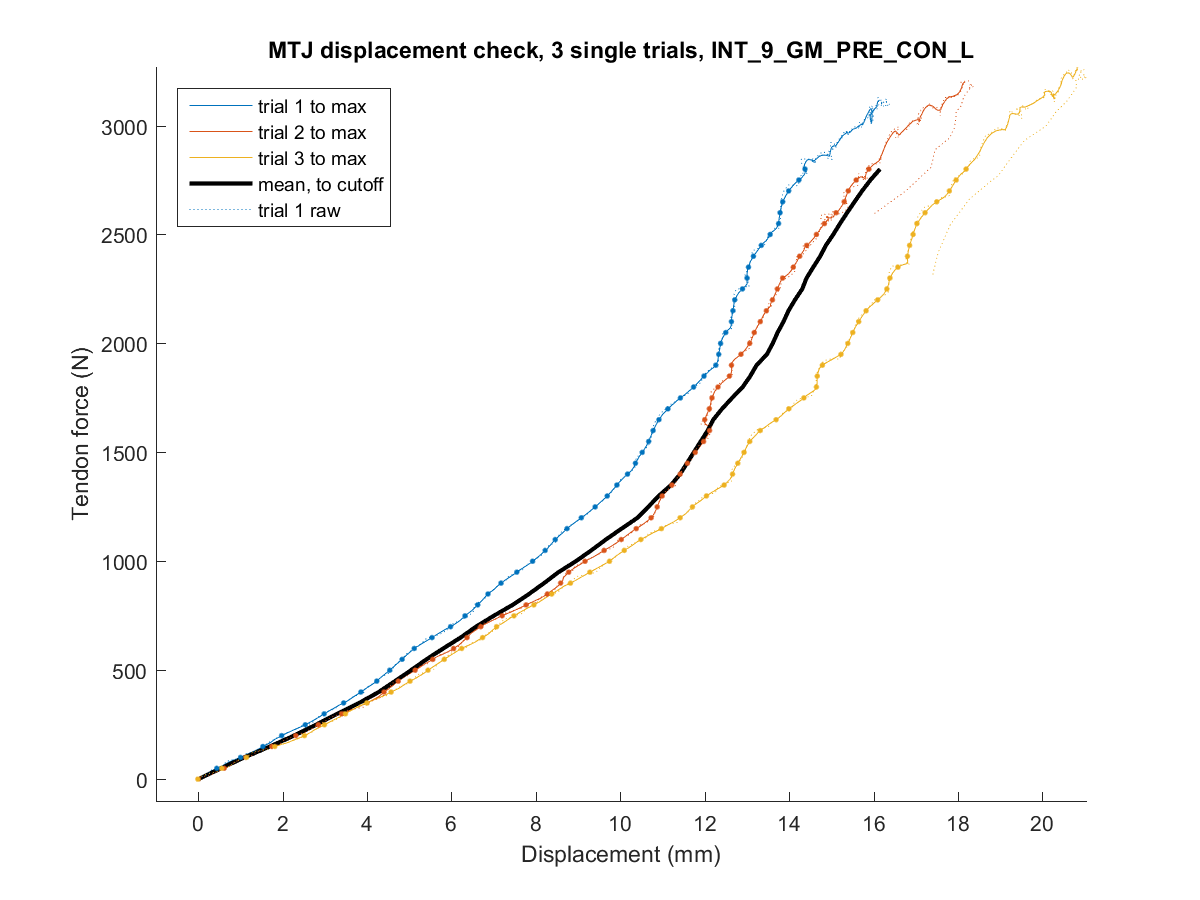 MTJ displacement check, 3 single trials, INT_9_GM_PRE_CON_L
trial 1 to max
trial 2 to max
trial 3 to max
mean, to cutoff
trial 1 raw
3000
2500
2000
1500
1000
500
0
Tendon force (N)
0 2 4 6 8 10 12 14 16 18 20
Displacement (mm)